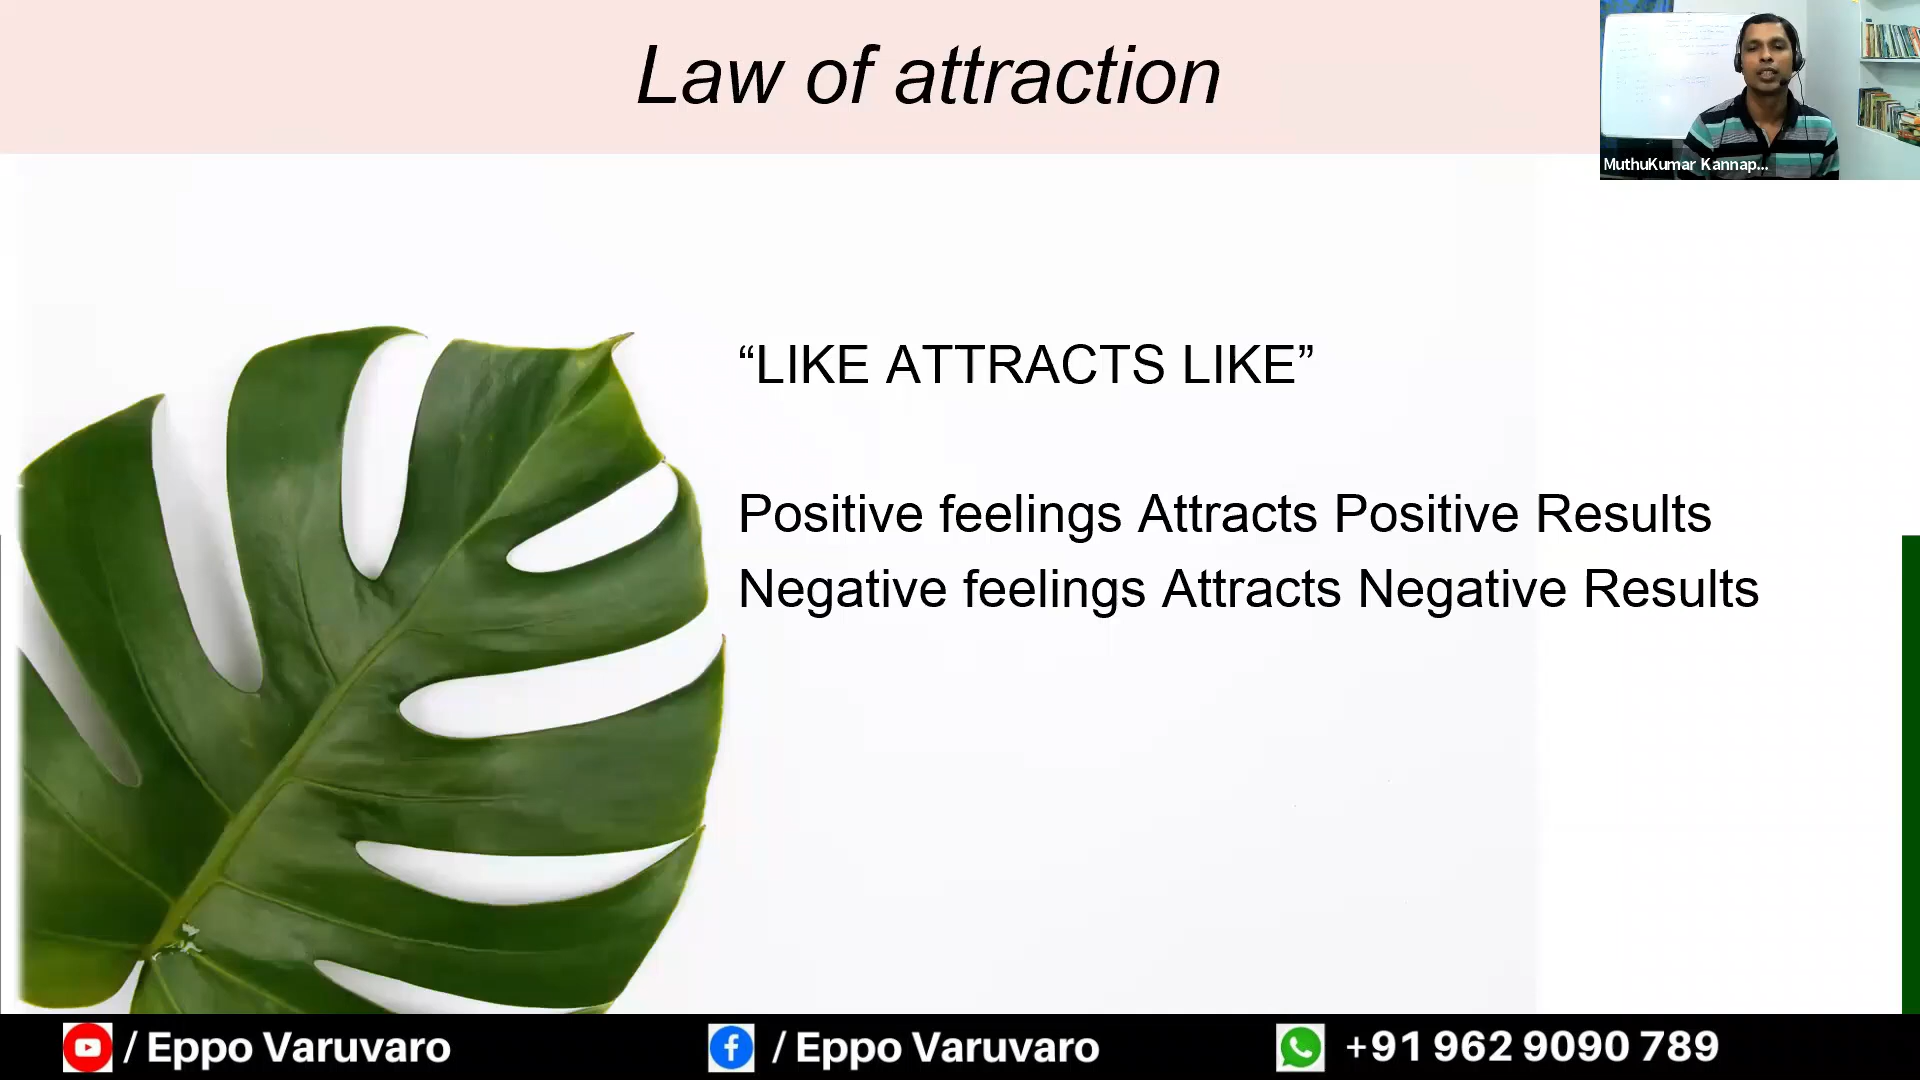 Law of attraction
MuthuKumar Kannap...
“LIKE ATTRACTS LIKE”
Positive feelings Attracts Positive Results
Negative feelings Attracts Negative Results
/ Eppo Varuvaro
/ Eppo Varuvaro
+91 962 9090 789